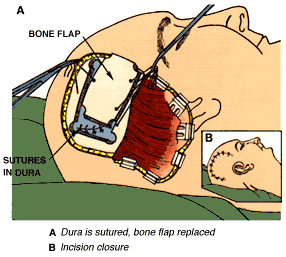 A
BONE FLAP
SUTURES
IN DURA
B
A Dura is sutured, bone flap replaced
B Incision closure